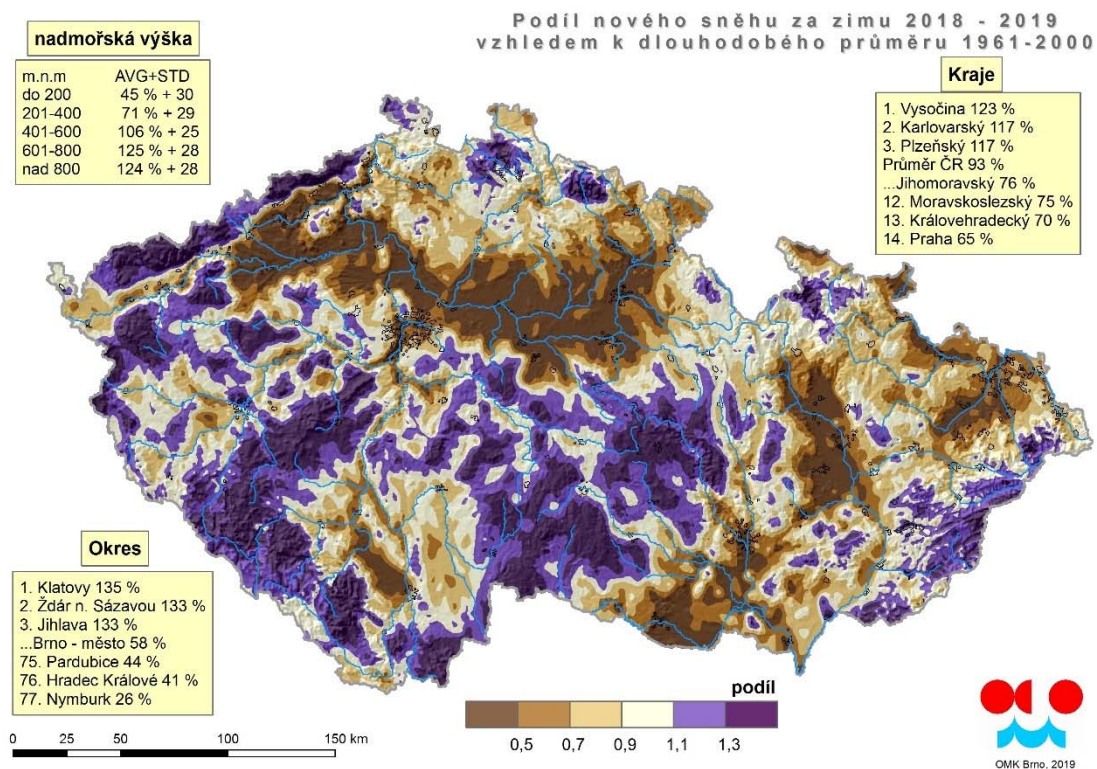 Podíl nového sněhu za zimu 2018 - 2019
vzhledem k dlouhodobého průměru 1961-2000
nadmořská výška
m.n.m AVG+STD
do 200 45 % + 30
201-400 71 % + 29
401-600 106 % + 25
601-800 125 % + 28
nad 800 124 % + 28
Kraje
1. Vysočina 123 %
2. Karlovarský 117 %
3. Plzeňský 117 %
Průměr ČR 93 %
...Jihomoravský 76 %
12. Moravskoslezský 75 %
13. Královehradecký 70 %
14. Praha 65 %
Okres
1. Klatovy 135 %
2. Ždár n. Sázavou 133 %
3. Jihlava 133 %
...Brno - město 58 %
75. Pardubice 44 %
76. Hradec Králové 41 %
77. Nymburk 26 %
podíl
0,5 0,7 0,9 1,1 1,3
0 25 50 100 150 km
OMK Brno, 2019